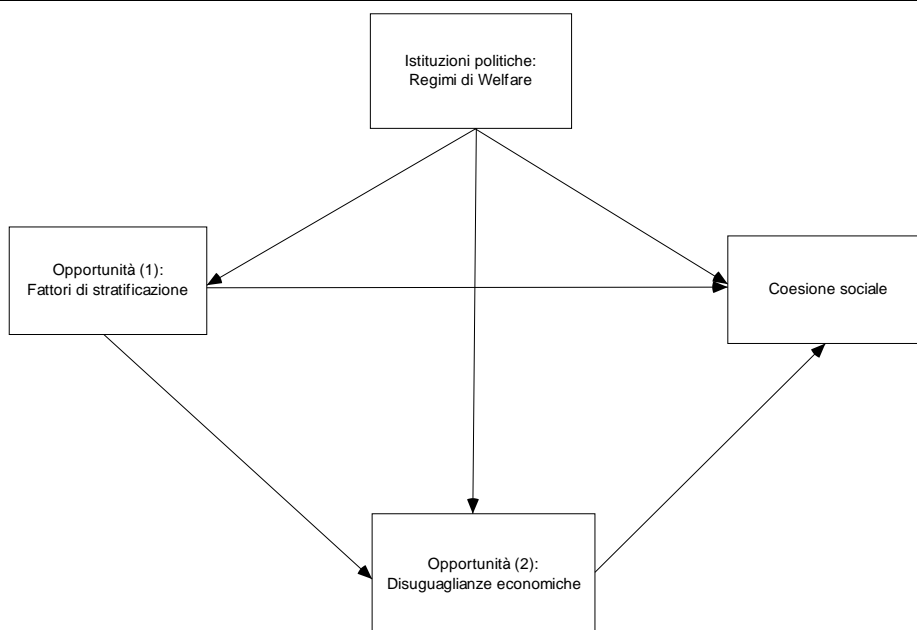 Istituzioni politiche:
Regimi di Welfare
Opportunità (1):
Fattori di stratificazione
Coesione sociale
Opportunità (2):
Disuguaglianze economiche